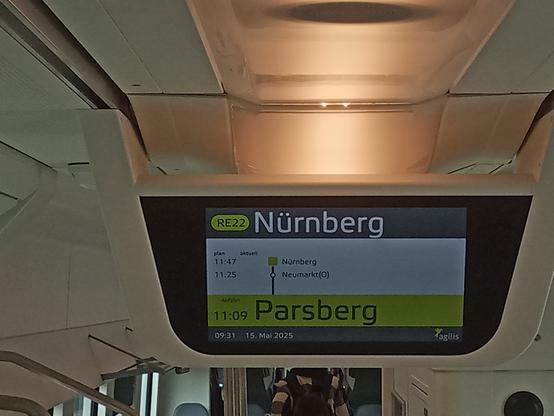 RE22 Nürnberg
plan aktuell
11:47 Nürnberg
11:25 Neumarkt(O)
Abfahrt
11:09 Parsberg
09:31 15. Mai 2025 agilis